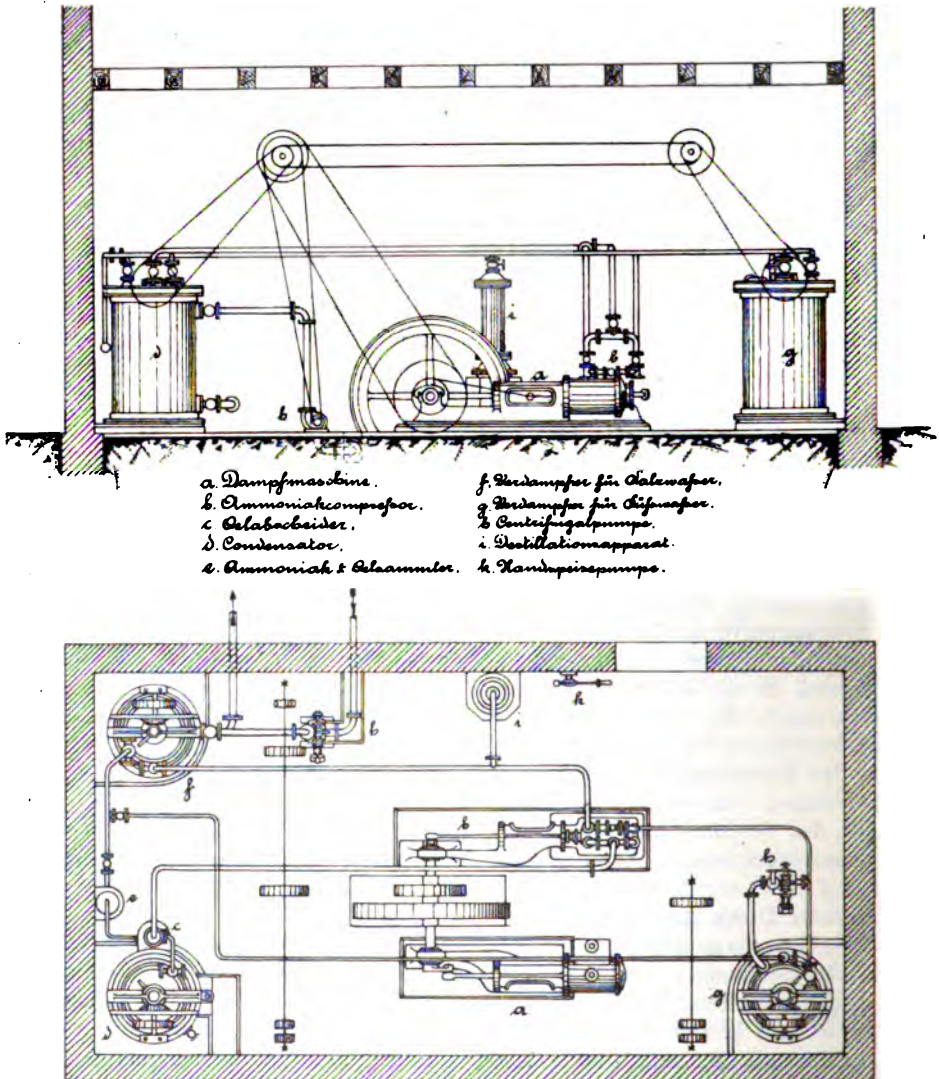 d
i
a
b
g
h
a. Dampfmaschine.
b. Ammoniakcompreſsor.
c. Oelabscheider.
d. Condensator.
e. Ammoniak & Oelsammler.
f. Verdampfer für Salzwaſser.
g. Verdampfer für Süſswaſser.
h. Centrifugalpumpe.
i. Destillationsapparat.
k. Handspeisepumpe.
f
h
i
k
b
h
e
c
d
a
g